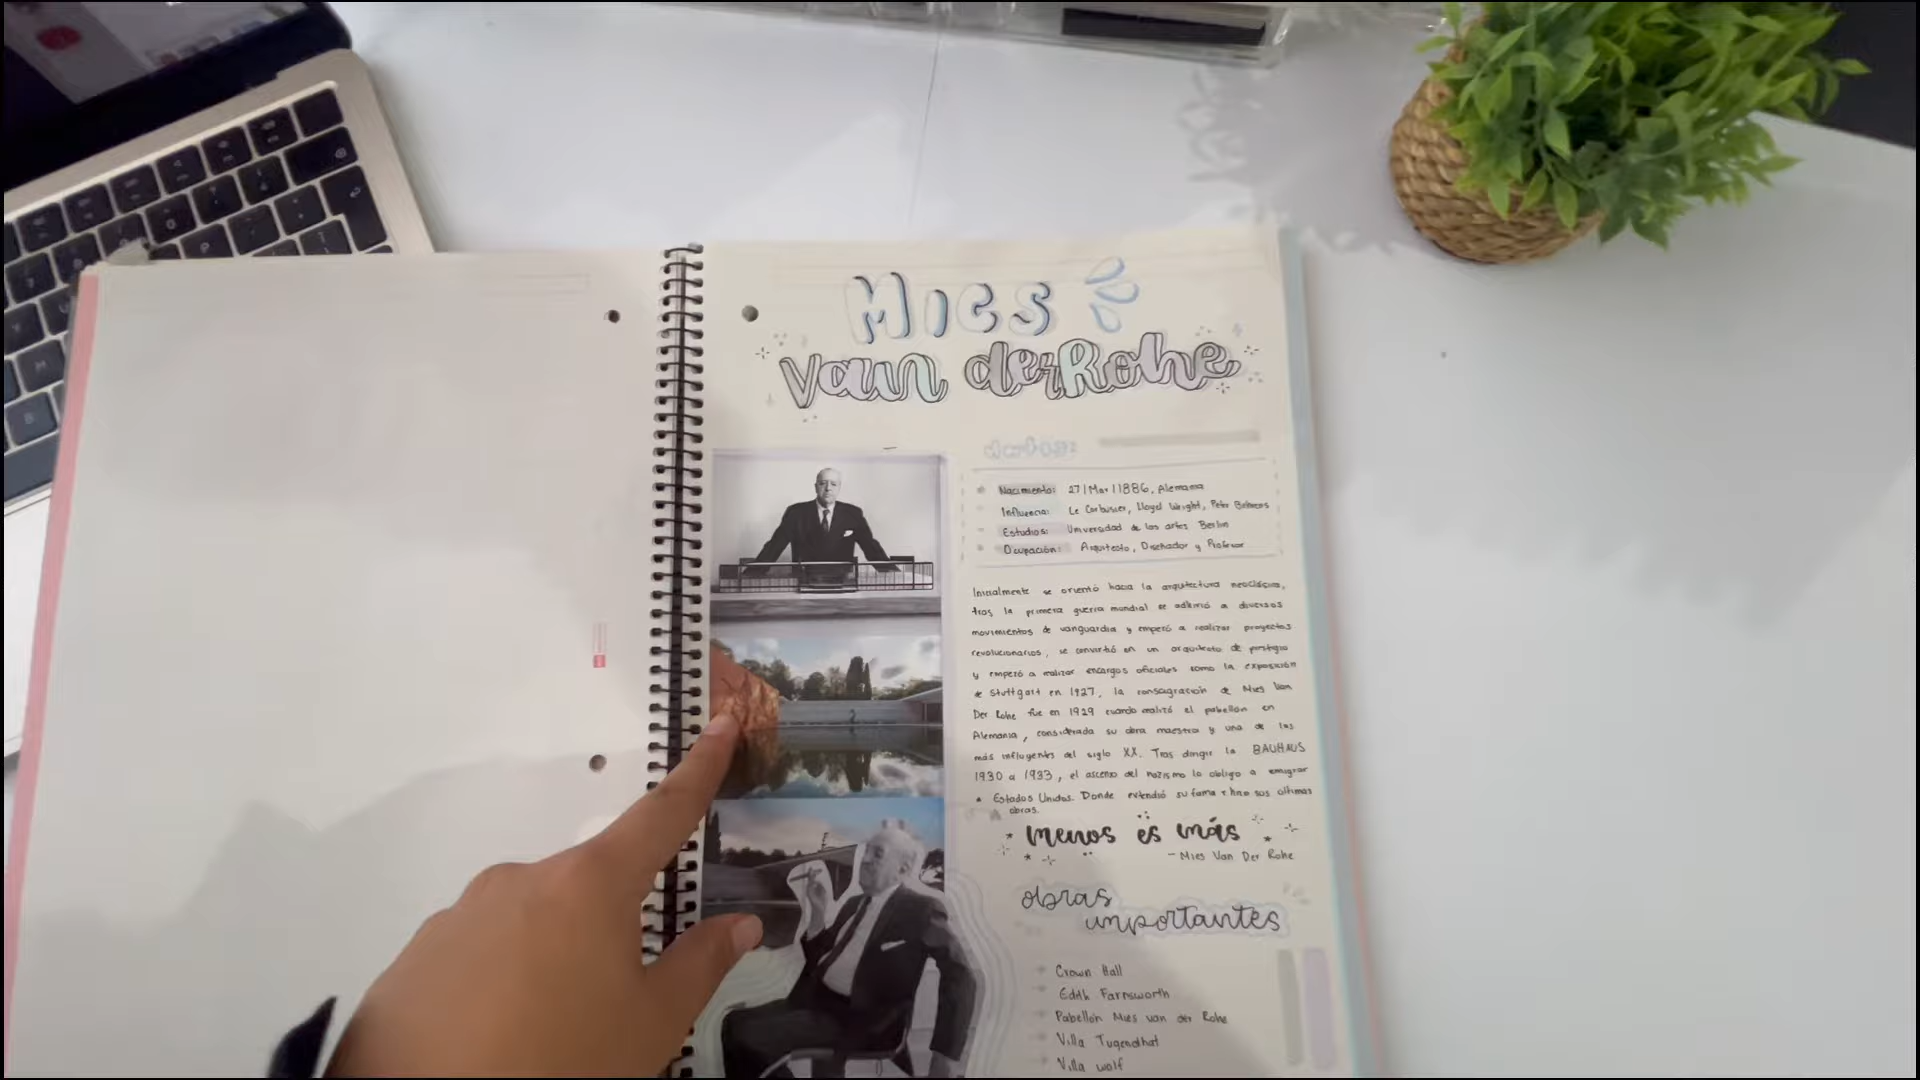 Mies
Van der Rohe
datos:
Nacimiento: 27/Mar/1886, Alemania
Influencia: Le Corbusier, Lloyd Wright, Peter Behrens
Estudios: Universidad de las artes Berlin
Ocupación: Arquitecto, Diseñador y Profesor
Inicialmente se orientó hacia la arquitectura neoclásica,
tras la primera guerra mundial se adhirió a diversos
movimientos de vanguardia y empezó a realizar proyectos
revolucionarios, se convirtió en un arquitecto de prestigio
y empezó a realizar encargos oficiales como la exposición
de Stuttgart en 1927, la consagración de Mies Van
Der Rohe fue en 1929 cuando realizó el pabellón en
Alemania, considerada su obra maestra y una de las
más influyentes del siglo XX. Tras dirigir la BAUHAUS
1930 a 1933, el ascenso del nazismo lo obligo a emigrar
a Estados Unidos. Donde extendió su fama e hizo sus ultimas
obras.
menos es más
- Mies Van Der Rohe
obras
importantes
Crown Hall
Edith Farnsworth
Pabellón Mies van der Rohe
Villa Tugendhat
Villa wolf